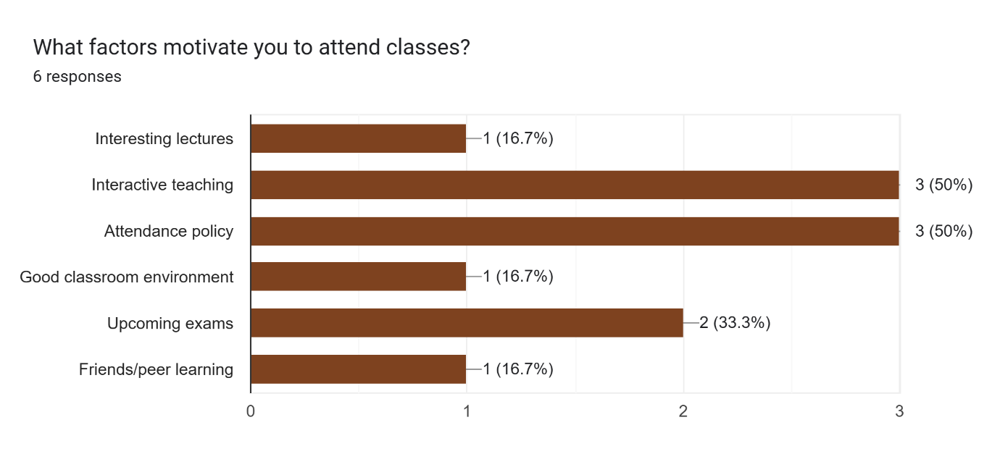 What factors motivate you to attend classes?
6 responses
Interesting lectures 1 (16.7%)
Interactive teaching 3 (50%)
Attendance policy 3 (50%)
Good classroom environment 1 (16.7%)
Upcoming exams 2 (33.3%)
Friends/peer learning 1 (16.7%)
0 1 2 3